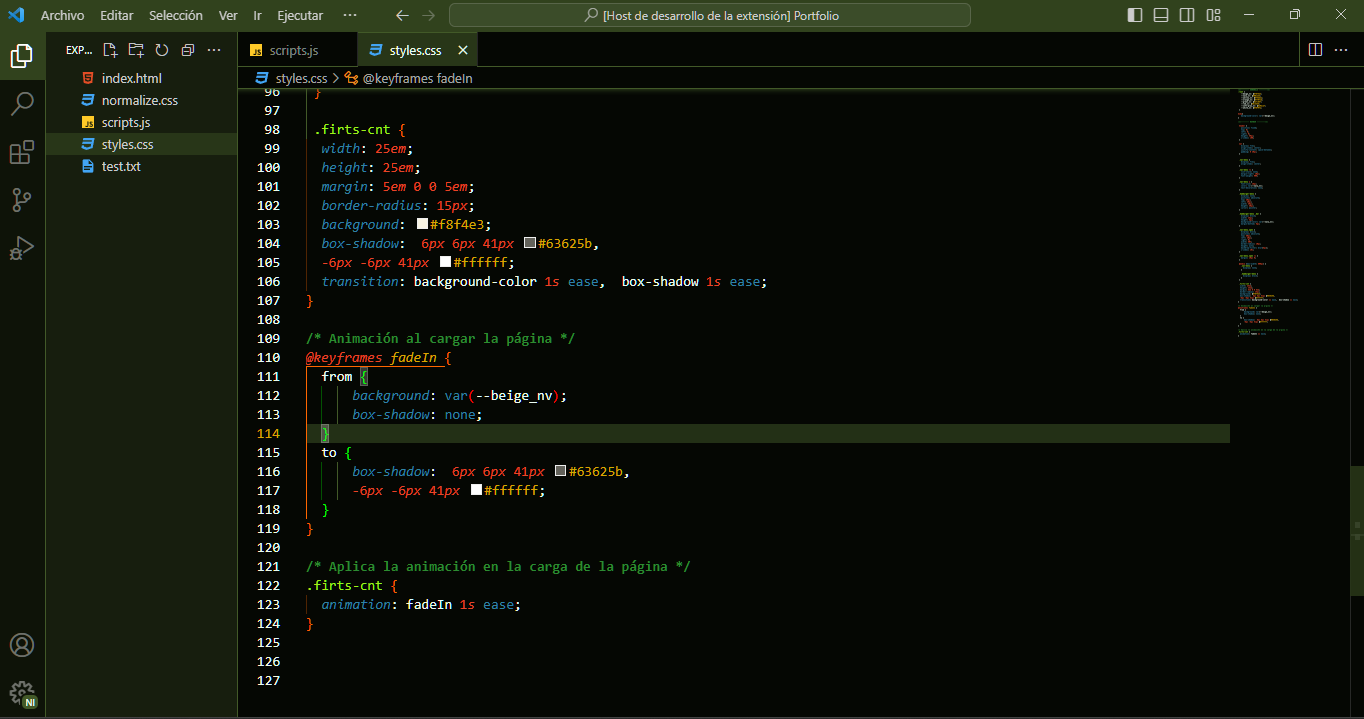 Archivo Editar Selección Ver Ir Ejecutar ··· [Host de desarrollo de la extensión] Portfolio
EXP...
index.html
normalize.css
scripts.js
styles.css
test.txt
NI
JS scripts.js styles.css
styles.css > @keyframes fadeIn
96 }
97
98 .firts-cnt {
99 width: 25em;
100 height: 25em;
101 margin: 5em 0 0 5em;
102 border-radius: 15px;
103 background: #f8f4e3;
104 box-shadow: 6px 6px 41px #63625b,
105 -6px -6px 41px #ffffff;
106 transition: background-color 1s ease, box-shadow 1s ease;
107 }
108
109 /* Animación al cargar la página */
110 @keyframes fadeIn {
111 from {
112 background: var(--beige_nv);
113 box-shadow: none;
114 }
115 to {
116 box-shadow: 6px 6px 41px #63625b,
117 -6px -6px 41px #ffffff;
118 }
119 }
120
121 /* Aplica la animación en la carga de la página */
122 .firts-cnt {
123 animation: fadeIn 1s ease;
124 }
125
126
127